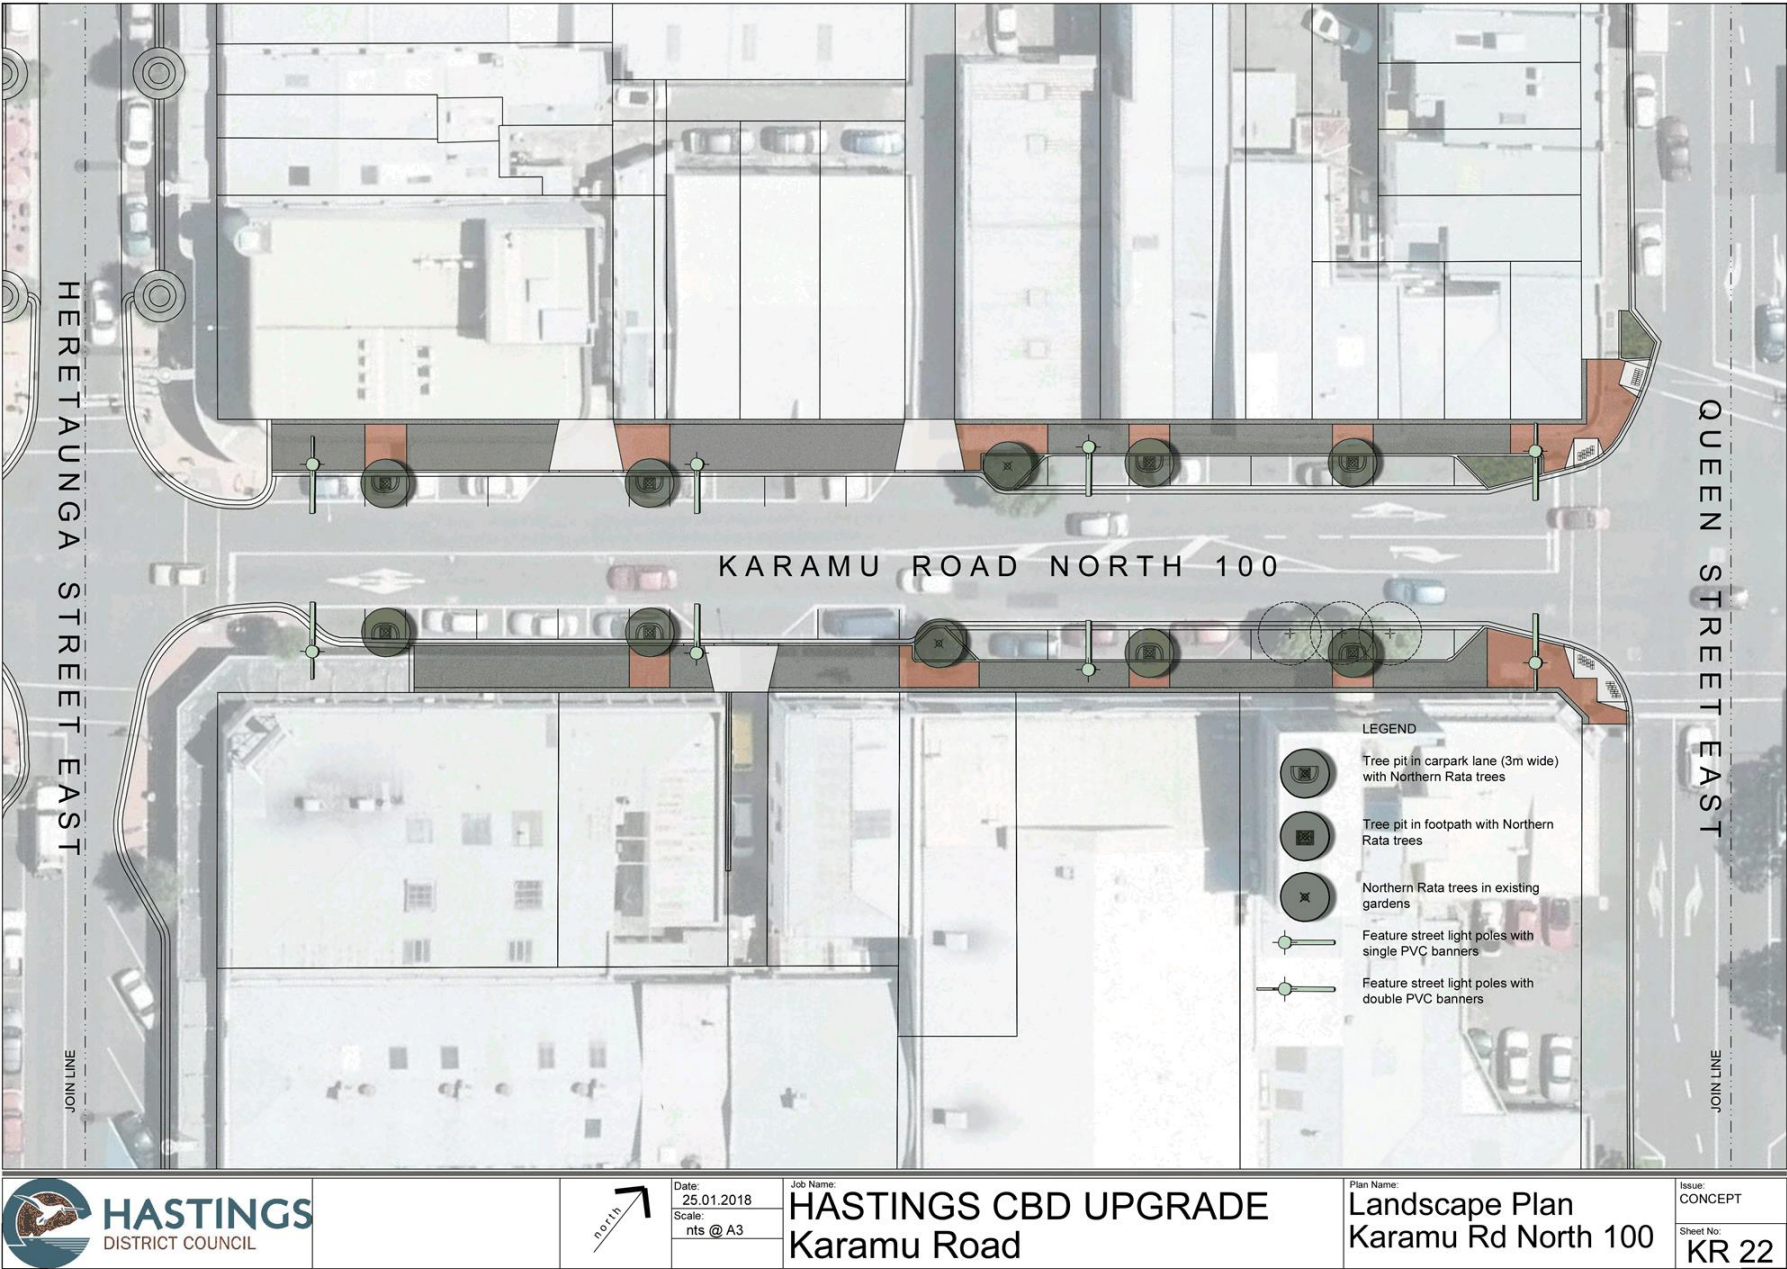 HERETAUNGA STREET EAST
KARAMU ROAD NORTH 100
QUEEN STREET EAST
LEGEND
Tree pit in carpark lane (3m wide)
with Northern Rata trees
Tree pit in footpath with Northern
Rata trees
Northern Rata trees in existing
gardens
Feature street light poles with
single PVC banners
Feature street light poles with
double PVC banners
JOIN LINE
JOIN LINE
HASTINGS
DISTRICT COUNCIL
north
Date:
25.01.2018
Scale:
nts @ A3
Job Name:
HASTINGS CBD UPGRADE
Karamu Road
Plan Name:
Landscape Plan
Karamu Rd North 100
Issue:
CONCEPT
Sheet No:
KR 22